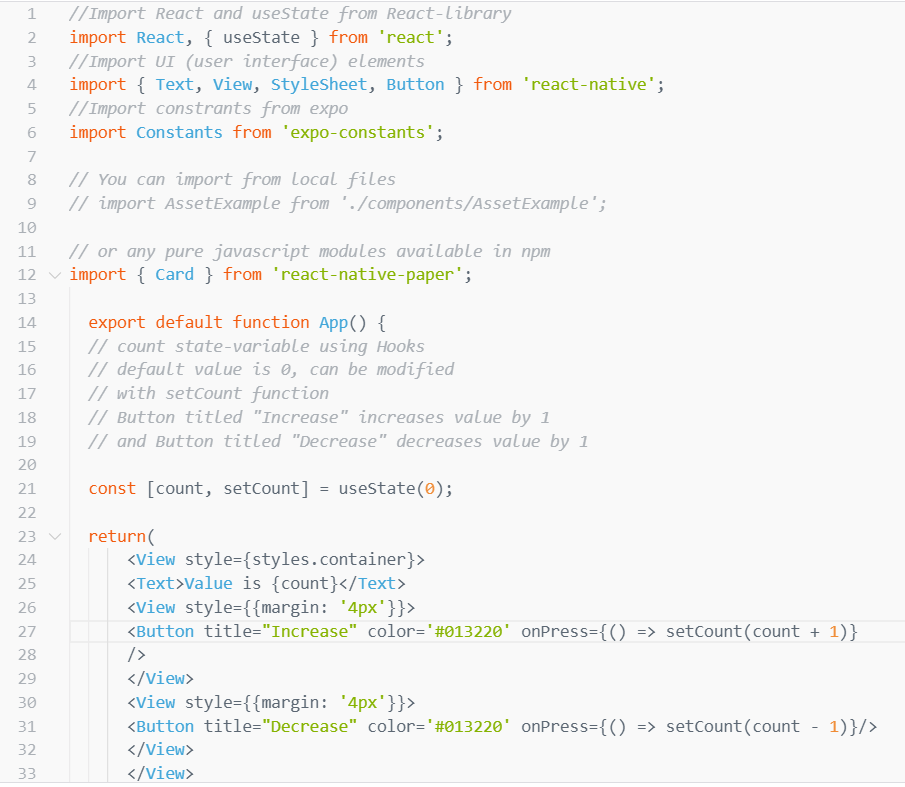 1 //Import React and useState from React-library
2 import React, { useState } from 'react';
3 //Import UI (user interface) elements
4 import { Text, View, StyleSheet, Button } from 'react-native';
5 //Import constrants from expo
6 import Constants from 'expo-constants';
7
8 // You can import from local files
9 // import AssetExample from './components/AssetExample';
10
11 // or any pure javascript modules available in npm
12 import { Card } from 'react-native-paper';
13
14 export default function App() {
15 // count state-variable using Hooks
16 // default value is 0, can be modified
17 // with setCount function
18 // Button titled "Increase" increases value by 1
19 // and Button titled "Decrease" decreases value by 1
20
21 const [count, setCount] = useState(0);
22
23 return(
24 <View style={styles.container}>
25 <Text>Value is {count}</Text>
26 <View style={{margin: '4px'}}>
27 <Button title="Increase" color='#013220' onPress={() => setCount(count + 1)}
28 />
29 </View>
30 <View style={{margin: '4px'}}>
31 <Button title="Decrease" color='#013220' onPress={() => setCount(count - 1)}/>
32 </View>
33 </View>